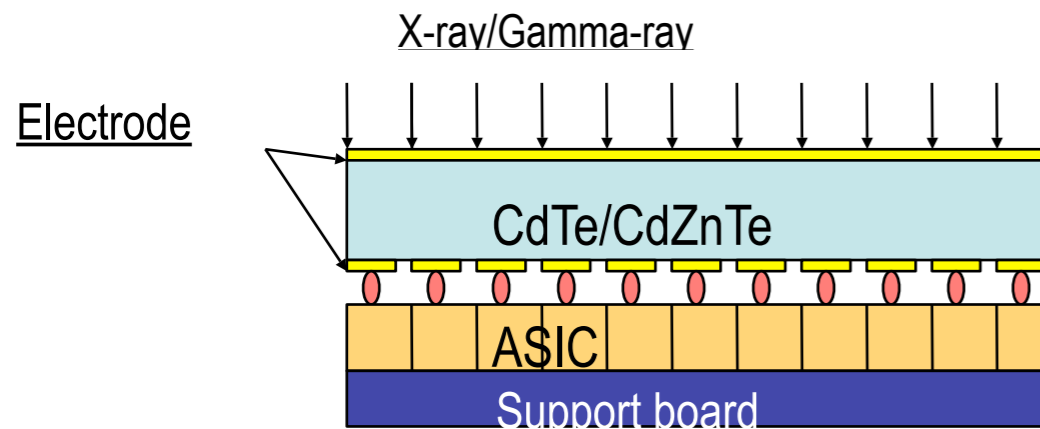 X-ray/Gamma-ray
Electrode
CdTe/CdZnTe
ASIC
Support board